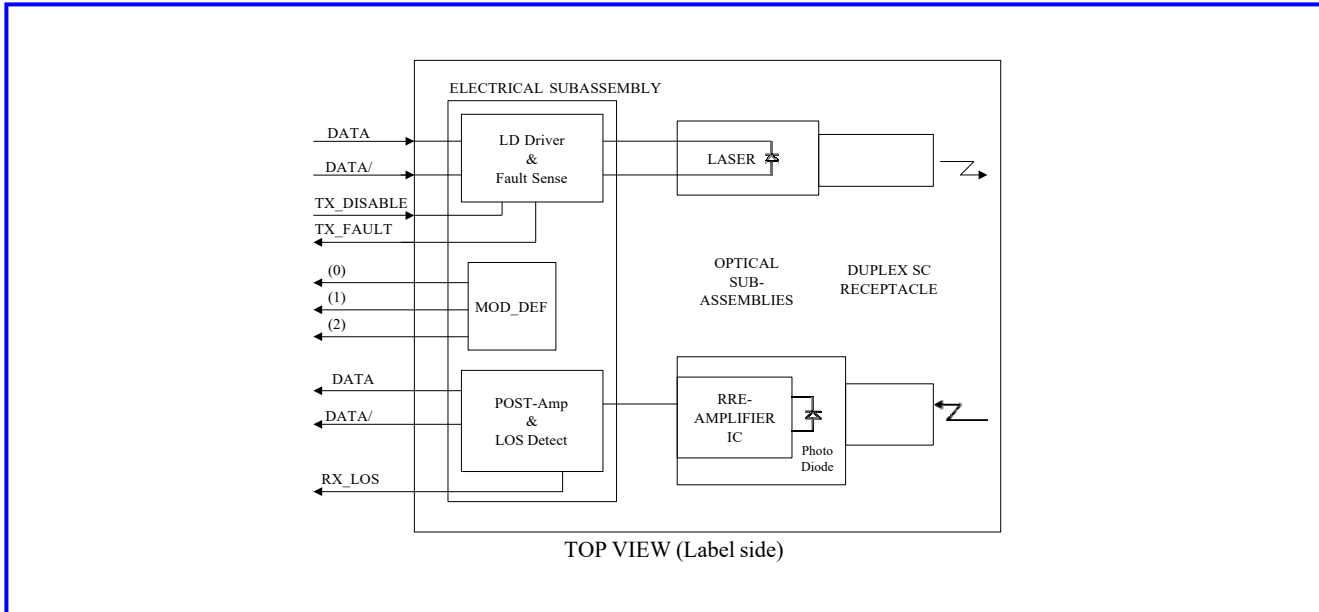 ELECTRICAL SUBASSEMBLY
DATA
DATA/
TX_DISABLE
TX_FAULT
LD Driver
&
Fault Sense
LASER
(0)
(1)
(2)
MOD_DEF
OPTICAL
SUB-
ASSEMBLIES
DUPLEX SC
RECEPTACLE
DATA
DATA/
RX_LOS
POST-Amp
&
LOS Detect
RRE-
AMPLIFIER
IC
Photo
Diode
TOP VIEW (Label side)